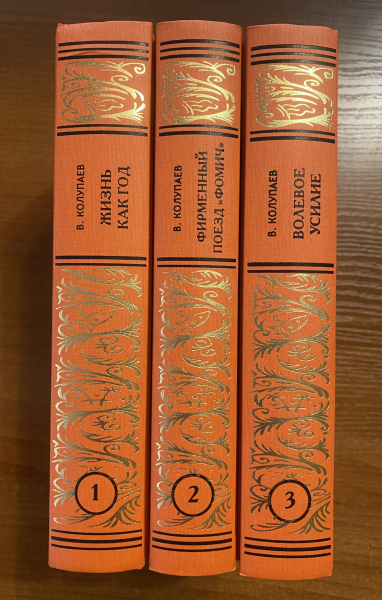 В. КОЛУПАЕВ
ЖИЗНЬ
КАК ГОД
1
В. КОЛУПАЕВ
ФИРМЕННЫЙ
ПОЕЗД «ФОМИЧ»
2
В. КОЛУПАЕВ
ВОЛЕВОЕ
УСИЛИЕ
3